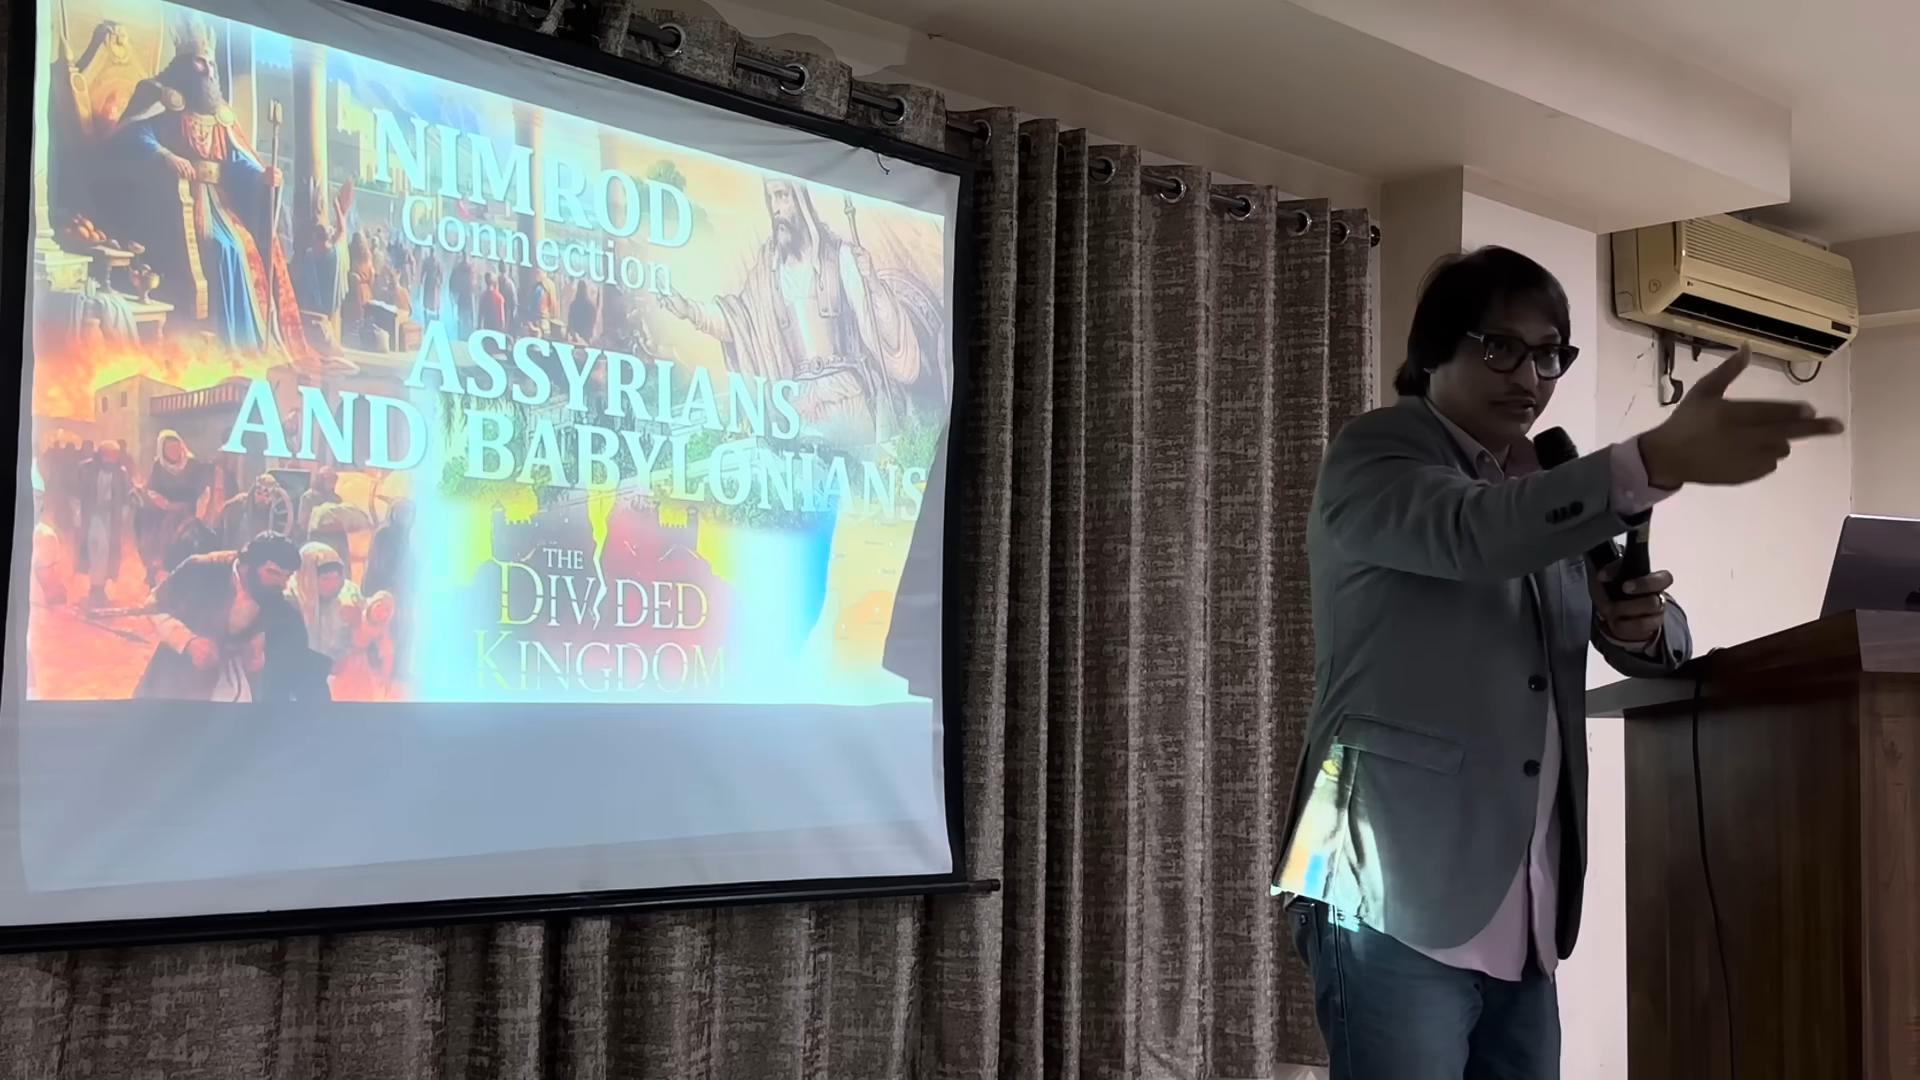 NIMROD
Connection
ASSYRIANS
AND BABYLONIANS
THE
DIVIDED
KINGDOM